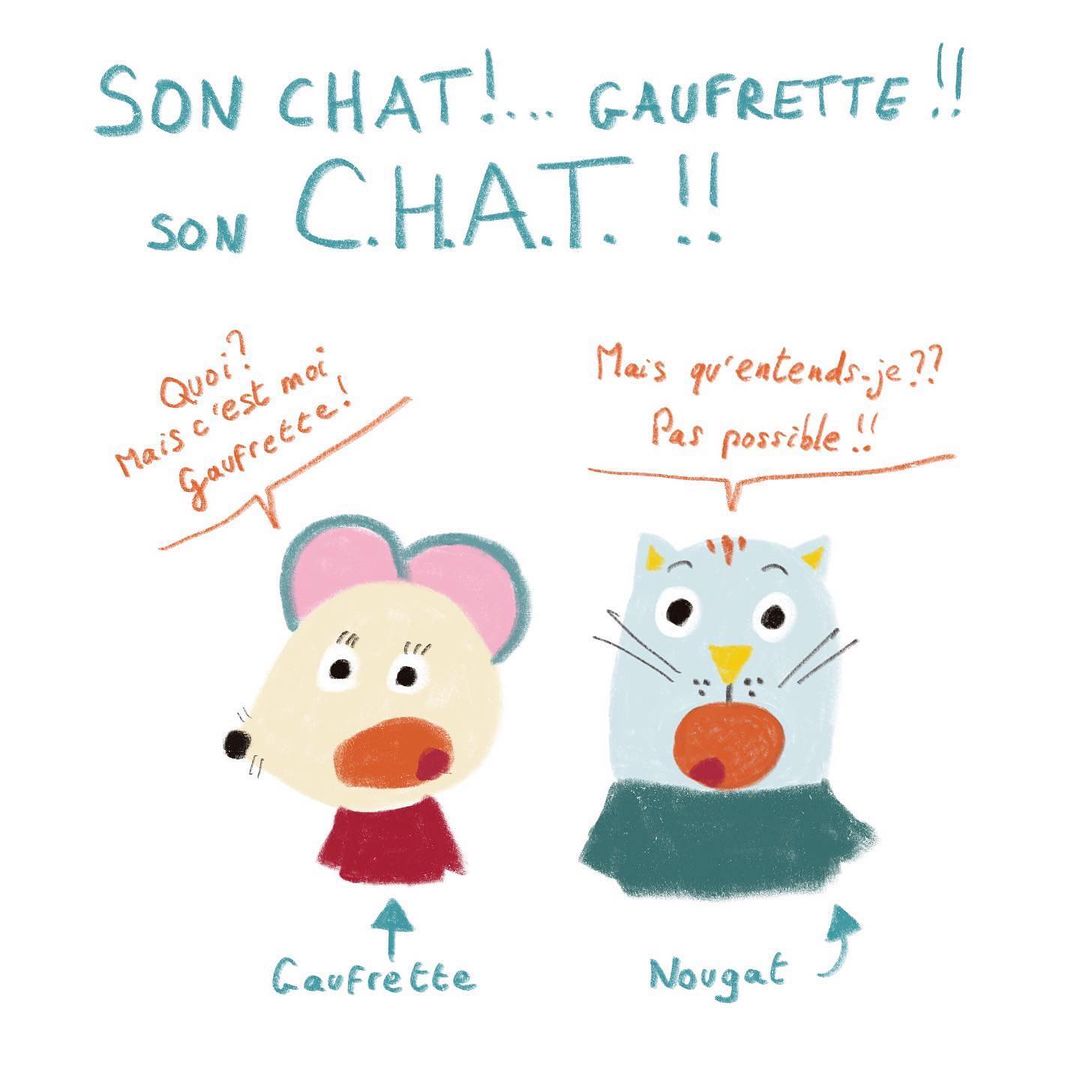 SON CHAT!... GAUFRETTE !!
SON C.H.A.T. !!
Quoi?
Mais c'est moi
Gaufrette!
Mais qu'entends-je??
Pas possible!!
Gaufrette
Nougat